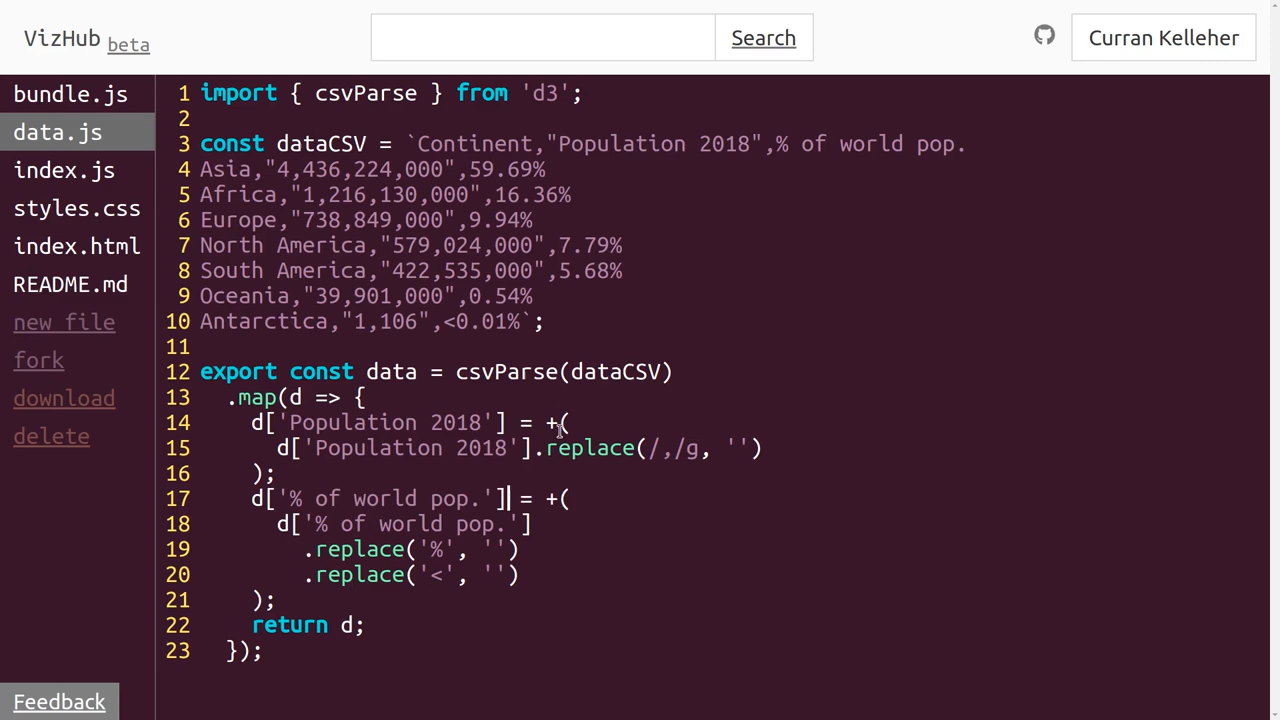 VizHub beta
Search
Curran Kelleher
bundle.js
data.js
index.js
styles.css
index.html
README.md
new file
fork
download
delete
Feedback
1 import { csvParse } from 'd3';
2
3 const dataCSV = `Continent,"Population 2018",% of world pop.
4 Asia,"4,436,224,000",59.69%
5 Africa,"1,216,130,000",16.36%
6 Europe,"738,849,000",9.94%
7 North America,"579,024,000",7.79%
8 South America,"422,535,000",5.68%
9 Oceania,"39,901,000",0.54%
10 Antarctica,"1,106",<0.01%`;
11
12 export const data = csvParse(dataCSV)
13   .map(d => {
14     d['Population 2018'] = +(
15       d['Population 2018'].replace(/,/g, '')
16     );
17     d['% of world pop.'] = +(
18       d['% of world pop.']
19         .replace('%', '')
20         .replace('<', '')
21     );
22     return d;
23   });